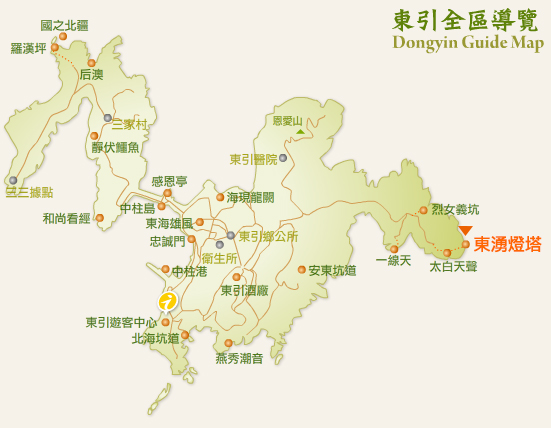 東引全區導覽
Dongyin Guide Map
國之北疆
羅漢坪
后澳
三家村
恩愛山
靜伏鱷魚
東引醫院
感恩亭
三三據點
海現龍闕
中柱島
烈女義坑
和尚看經
東海雄風
東引鄉公所
忠誠門
東湧燈塔
衛生所
一線天
太白天聲
中柱港
安東坑道
東引酒廠
i
東引遊客中心
北海坑道
燕秀潮音